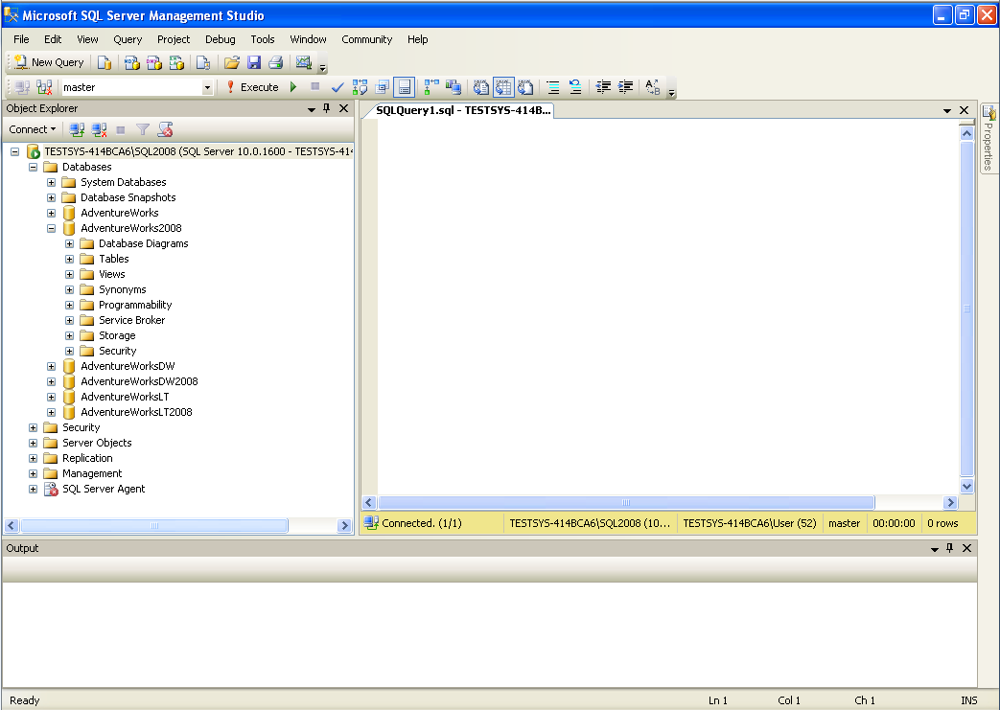 Microsoft SQL Server Management Studio
File Edit View Query Project Debug Tools Window Community Help
New Query
master Execute
Object Explorer
Connect
TESTSYS-414BCA6\SQL2008 (SQL Server 10.0.1600 - TESTSYS-41
Databases
System Databases
Database Snapshots
AdventureWorks
AdventureWorks2008
Database Diagrams
Tables
Views
Synonyms
Programmability
Service Broker
Storage
Security
AdventureWorksDW
AdventureWorksDW2008
AdventureWorksLT
AdventureWorksLT2008
Security
Server Objects
Replication
Management
SQL Server Agent
SQLQuery1.sql - TESTSYS-414B...
Properties
Connected. (1/1) TESTSYS-414BCA6\SQL2008 (10... TESTSYS-414BCA6\User (52) master 00:00:00 0 rows
Output
Ready Ln 1 Col 1 Ch 1 INS